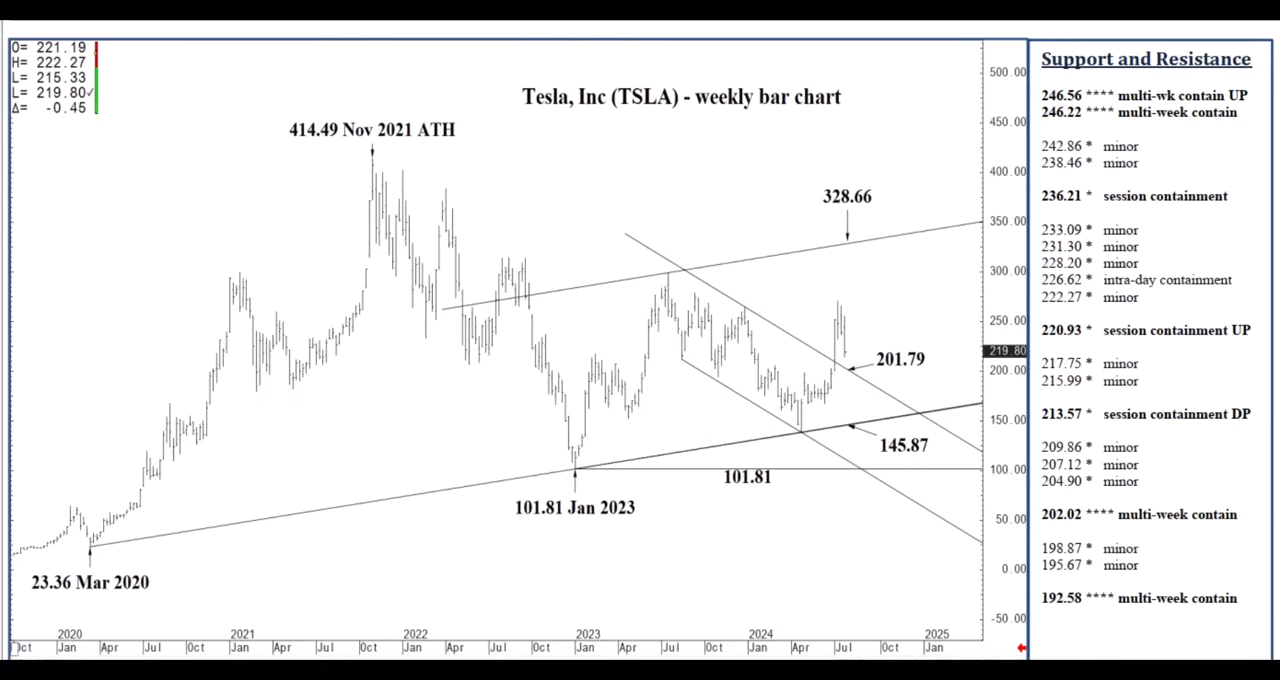 O= 221.19
H= 222.27
L= 215.33
L= 219.80✓
Δ= -0.45
Tesla, Inc (TSLA) - weekly bar chart
414.49 Nov 2021 ATH
328.66
201.79
145.87
101.81
101.81 Jan 2023
23.36 Mar 2020
500.00
450.00
400.00
350.00
300.00
250.00
219.80
200.00
150.00
100.00
50.00
0.00
-50.00
2020 2021 2022 2023 2024 2025
Oct Jan Apr Jul Oct Jan Apr Jul Oct Jan Apr Jul Oct Jan Apr Jul Oct Jan Apr Jul Oct Jan
Support and Resistance
246.56 **** multi-wk contain UP
246.22 **** multi-week contain
242.86 * minor
238.46 * minor
236.21 * session containment
233.09 * minor
231.30 * minor
228.20 * minor
226.62 * intra-day containment
222.27 * minor
220.93 * session containment UP
217.75 * minor
215.99 * minor
213.57 * session containment DP
209.86 * minor
207.12 * minor
204.90 * minor
202.02 **** multi-week contain
198.87 * minor
195.67 * minor
192.58 **** multi-week contain